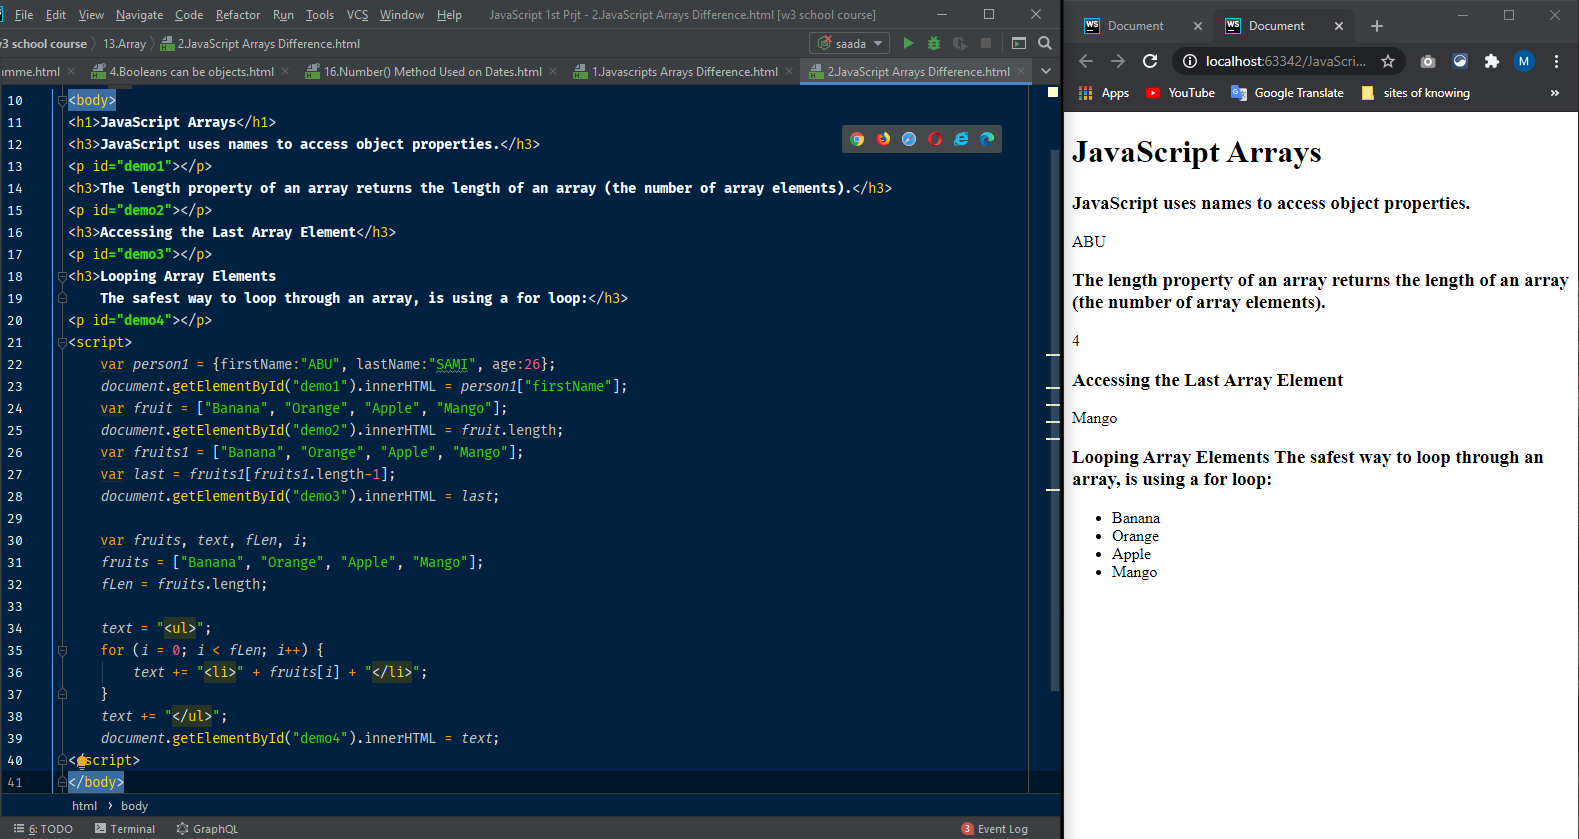 File Edit View Navigate Code Refactor Run Tools VCS Window Help JavaScript 1st Prjt - 2.JavaScript Arrays Difference.html [w3 school course]
v3 school course 13.Array 2.JavaScript Arrays Difference.html saada
amme.html 4.Booleans can be objects.html 16.Number() Method Used on Dates.html 1.Javascripts Arrays Difference.html 2.JavaScript Arrays Difference.html
10 <body>
11 <h1>JavaScript Arrays</h1>
12 <h3>JavaScript uses names to access object properties.</h3>
13 <p id="demo1"></p>
14 <h3>The length property of an array returns the length of an array (the number of array elements).</h3>
15 <p id="demo2"></p>
16 <h3>Accessing the Last Array Element</h3>
17 <p id="demo3"></p>
18 <h3>Looping Array Elements
19 The safest way to loop through an array, is using a for loop:</h3>
20 <p id="demo4"></p>
21 <script>
22 var person1 = {firstName:"ABU", lastName:"SAMI", age:26};
23 document.getElementById("demo1").innerHTML = person1["firstName"];
24 var fruit = ["Banana", "Orange", "Apple", "Mango"];
25 document.getElementById("demo2").innerHTML = fruit.length;
26 var fruits1 = ["Banana", "Orange", "Apple", "Mango"];
27 var last = fruits1[fruits1.length-1];
28 document.getElementById("demo3").innerHTML = last;
29
30 var fruits, text, fLen, i;
31 fruits = ["Banana", "Orange", "Apple", "Mango"];
32 fLen = fruits.length;
33
34 text = "<ul>";
35 for (i = 0; i < fLen; i++) {
36 text += "<li>" + fruits[i] + "</li>";
37 }
38 text += "</ul>";
39 document.getElementById("demo4").innerHTML = text;
40 </script>
41 </body>
html body
6: TODO Terminal GraphQL 3 Event Log
WS Document WS Document
localhost:63342/JavaScri... M
Apps YouTube Google Translate sites of knowing
JavaScript Arrays
JavaScript uses names to access object properties.
ABU
The length property of an array returns the length of an array
(the number of array elements).
4
Accessing the Last Array Element
Mango
Looping Array Elements The safest way to loop through an
array, is using a for loop:
• Banana
• Orange
• Apple
• Mango